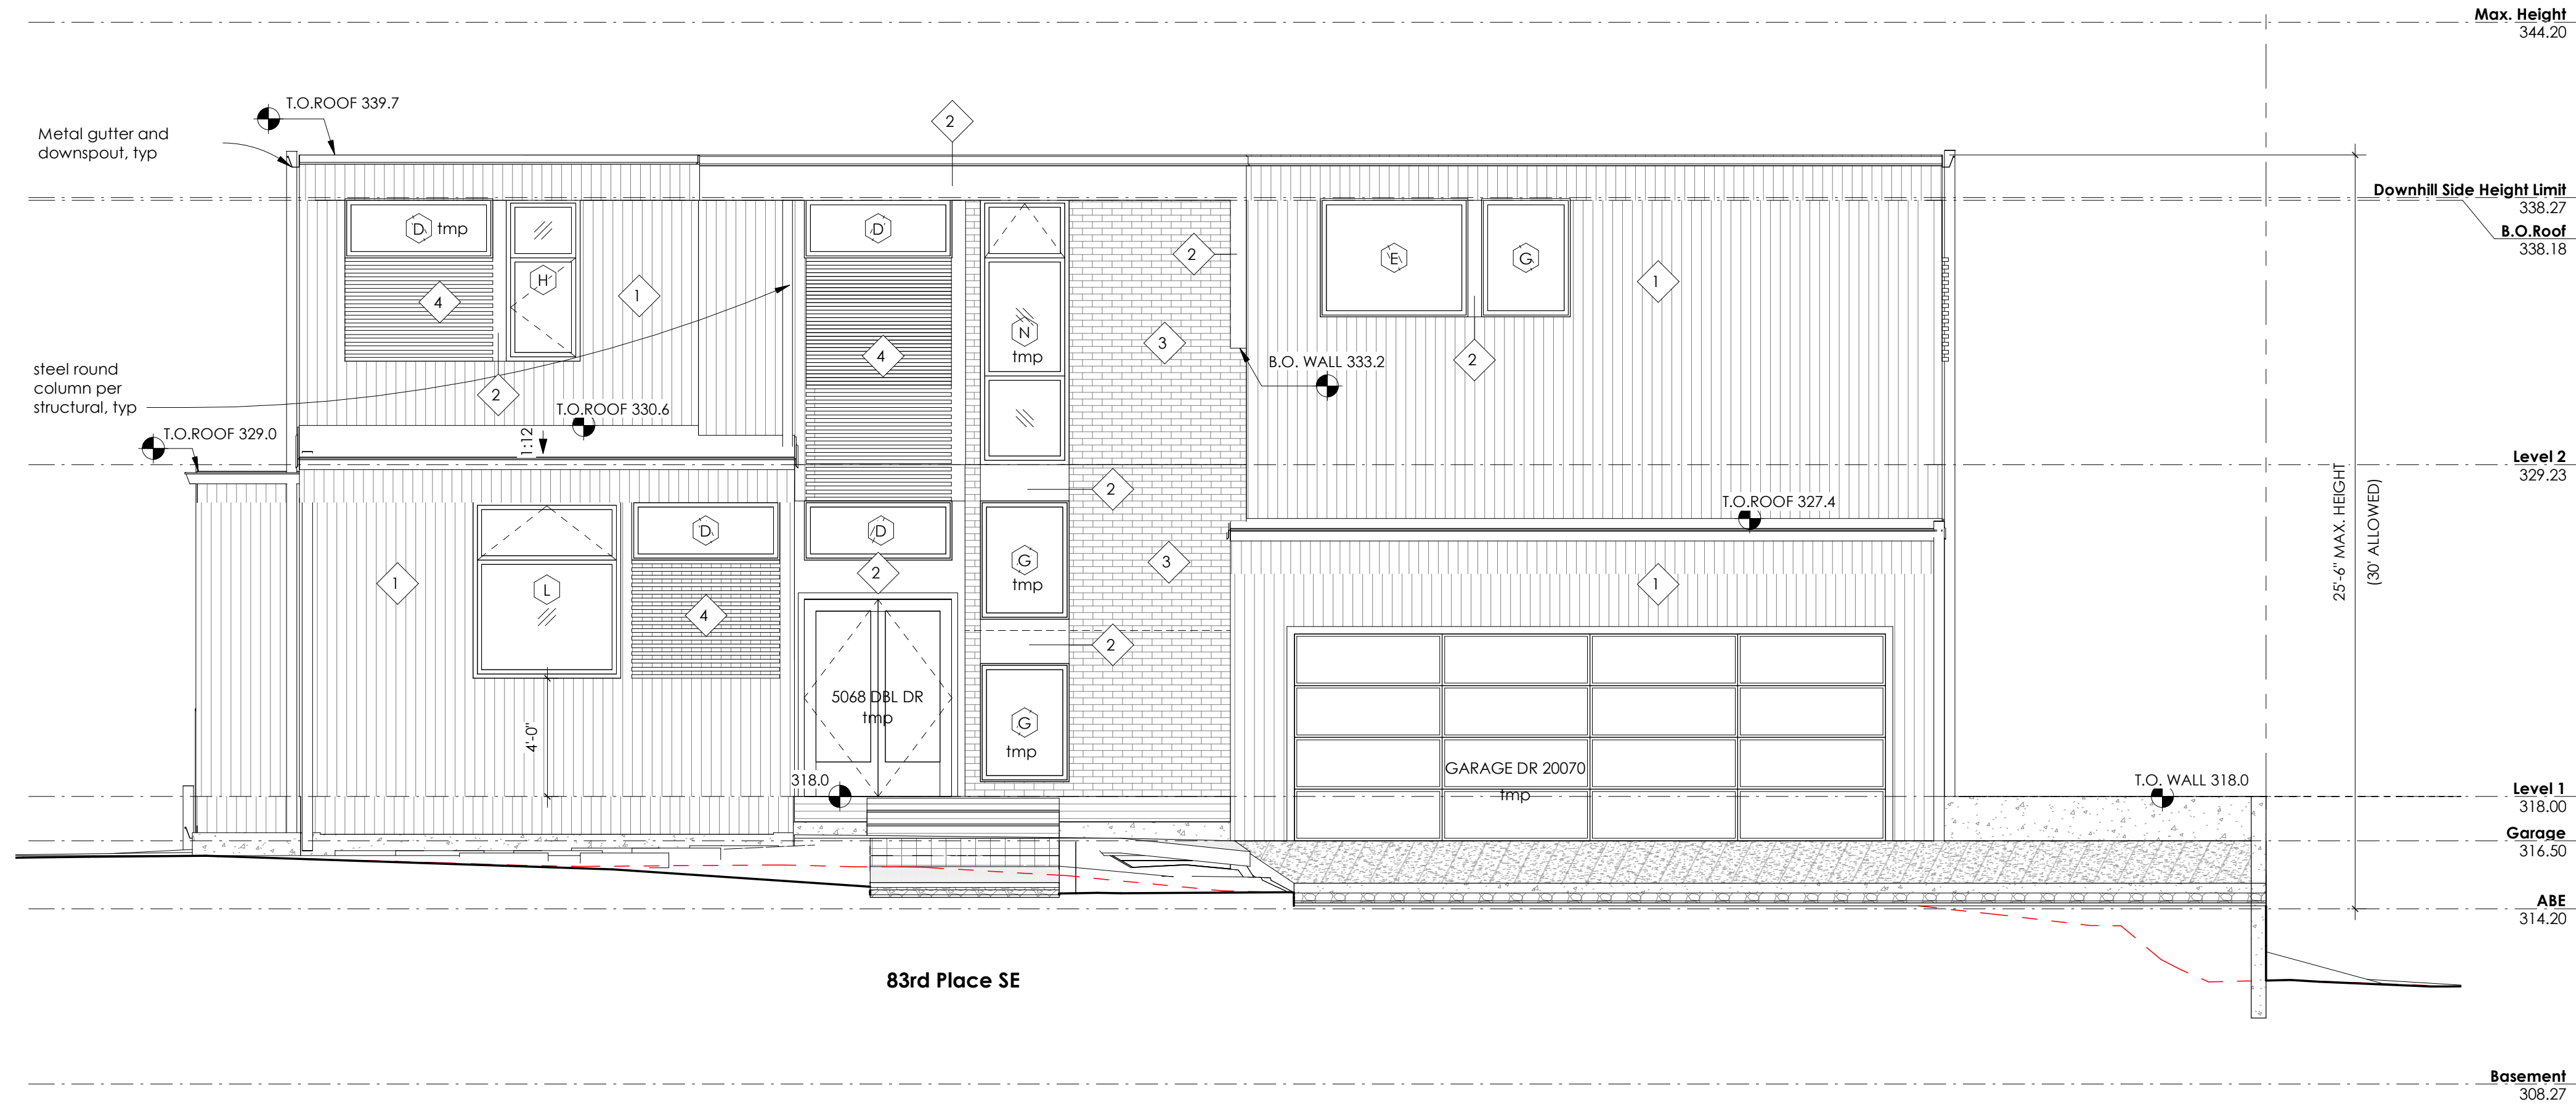 Max. Height
344.20
T.O.ROOF 339.7
Metal gutter and
downspout, typ
2
Downhill Side Height Limit
338.27
B.O.Roof
338.18
D tmp
H
4
1
2
D
4
N
tmp
3
2
E
G
1
2
B.O. WALL 333.2
steel round
column per
structural, typ
T.O.ROOF 330.6
T.O.ROOF 329.0
1:12
Level 2
329.23
25'-6" MAX. HEIGHT
(30' ALLOWED)
2
T.O.ROOF 327.4
D
D
G
tmp
3
2
1
L
4
1
2
5068 DBL DR
tmp
G
tmp
4'-0"
GARAGE DR 20070
tmp
318.0
T.O. WALL 318.0
Level 1
318.00
Garage
316.50
ABE
314.20
83rd Place SE
Basement
308.27